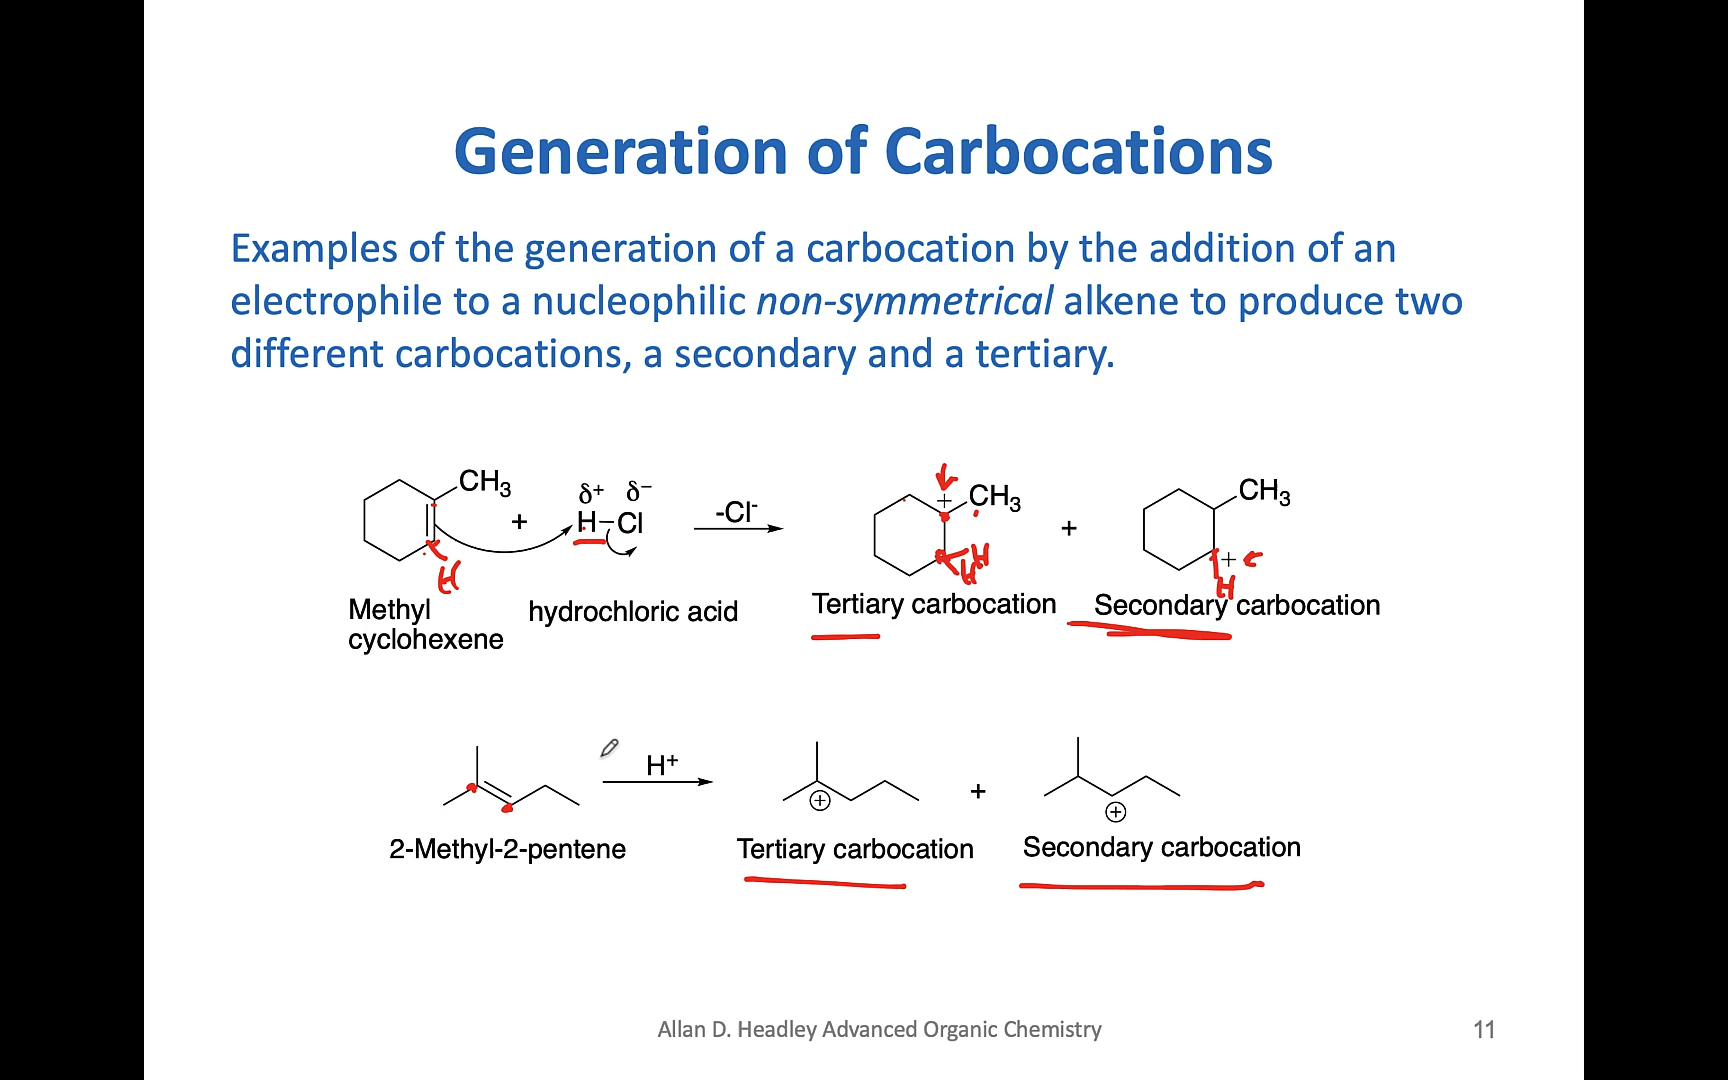 Generation of Carbocations
Examples of the generation of a carbocation by the addition of an
electrophile to a nucleophilic non-symmetrical alkene to produce two
different carbocations, a secondary and a tertiary.
CH₃ + δ+ δ− H–Cl -Cl⁻ + CH₃ + CH₃ +
H H H H
Methyl
cyclohexene
hydrochloric acid
Tertiary carbocation
Secondary carbocation
H⁺ + + +
2-Methyl-2-pentene
Tertiary carbocation
Secondary carbocation
Allan D. Headley Advanced Organic Chemistry
11